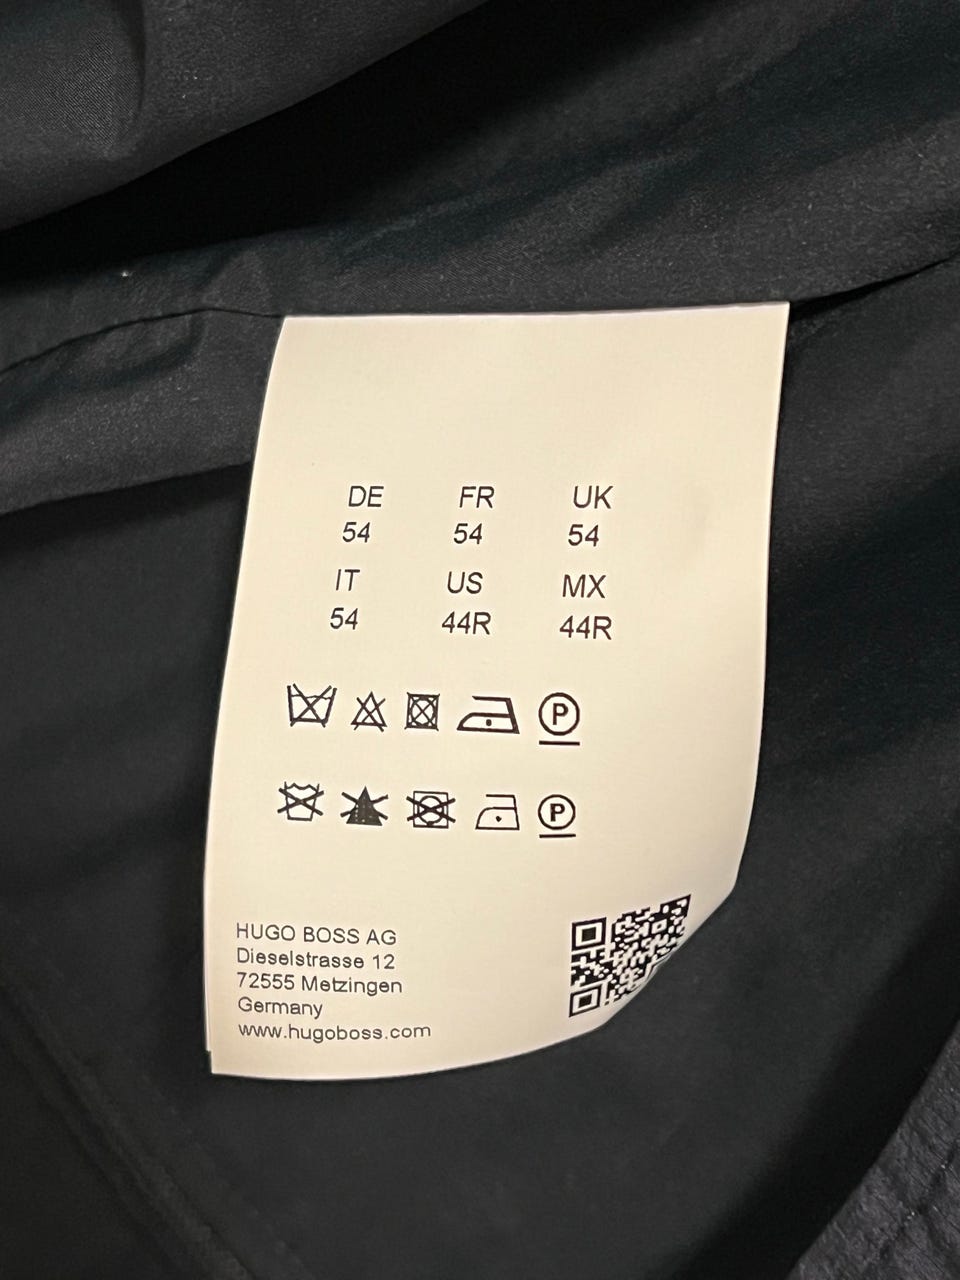 DE FR UK
54 54 54
IT US MX
54 44R 44R
P
P
HUGO BOSS AG
Dieselstrasse 12
72555 Metzingen
Germany
www.hugoboss.com